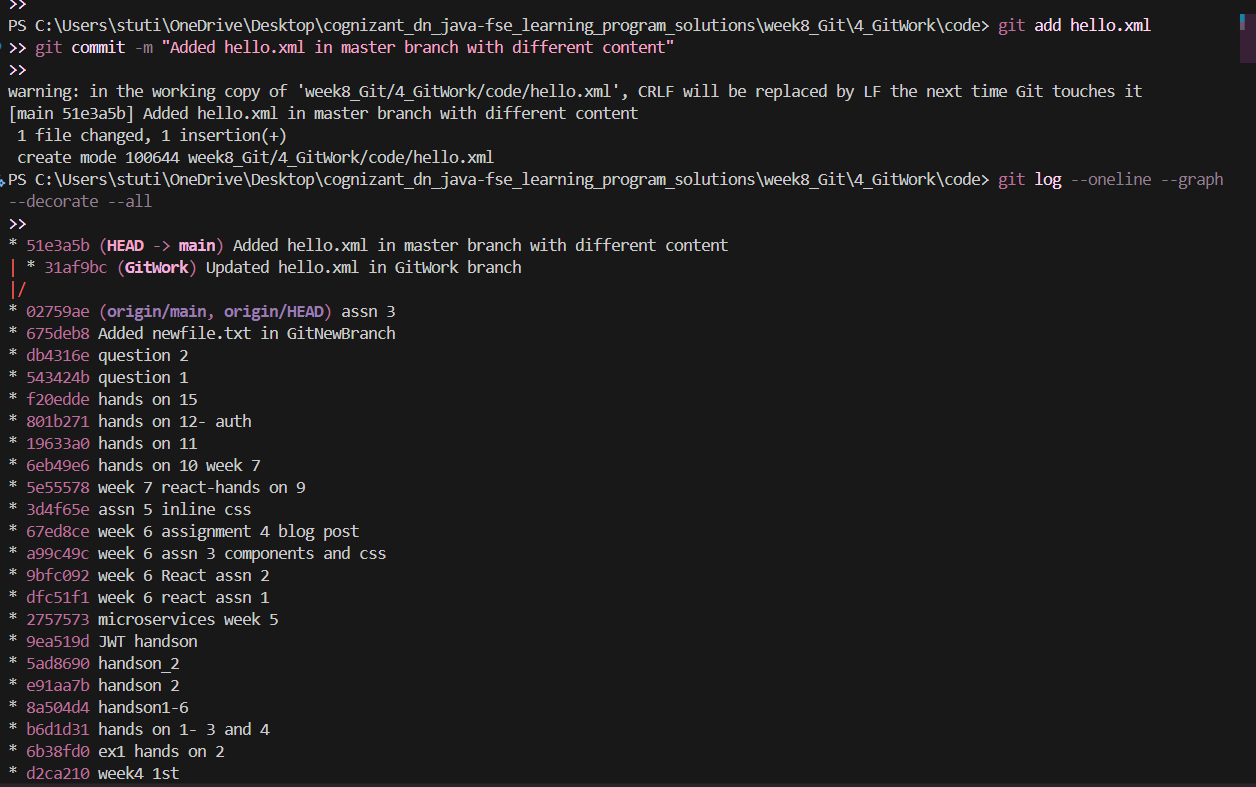 >>
PS C:\Users\stuti\OneDrive\Desktop\cognizant_dn_java-fse_learning_program_solutions\week8_Git\4_GitWork\code> git add hello.xml
>> git commit -m "Added hello.xml in master branch with different content"
>>
warning: in the working copy of 'week8_Git/4_GitWork/code/hello.xml', CRLF will be replaced by LF the next time Git touches it
[main 51e3a5b] Added hello.xml in master branch with different content
 1 file changed, 1 insertion(+)
 create mode 100644 week8_Git/4_GitWork/code/hello.xml
PS C:\Users\stuti\OneDrive\Desktop\cognizant_dn_java-fse_learning_program_solutions\week8_Git\4_GitWork\code> git log --oneline --graph
--decorate --all
>>
* 51e3a5b (HEAD -> main) Added hello.xml in master branch with different content
| * 31af9bc (GitWork) Updated hello.xml in GitWork branch
|/
* 02759ae (origin/main, origin/HEAD) assn 3
* 675deb8 Added newfile.txt in GitNewBranch
* db4316e question 2
* 543424b question 1
* f20edde hands on 15
* 801b271 hands on 12- auth
* 19633a0 hands on 11
* 6eb49e6 hands on 10 week 7
* 5e55578 week 7 react-hands on 9
* 3d4f65e assn 5 inline css
* 67ed8ce week 6 assignment 4 blog post
* a99c49c week 6 assn 3 components and css
* 9bfc092 week 6 React assn 2
* dfc51f1 week 6 react assn 1
* 2757573 microservices week 5
* 9ea519d JWT handson
* 5ad8690 handson_2
* e91aa7b handson 2
* 8a504d4 handson1-6
* b6d1d31 hands on 1- 3 and 4
* 6b38fd0 ex1 hands on 2
* d2ca210 week4 1st